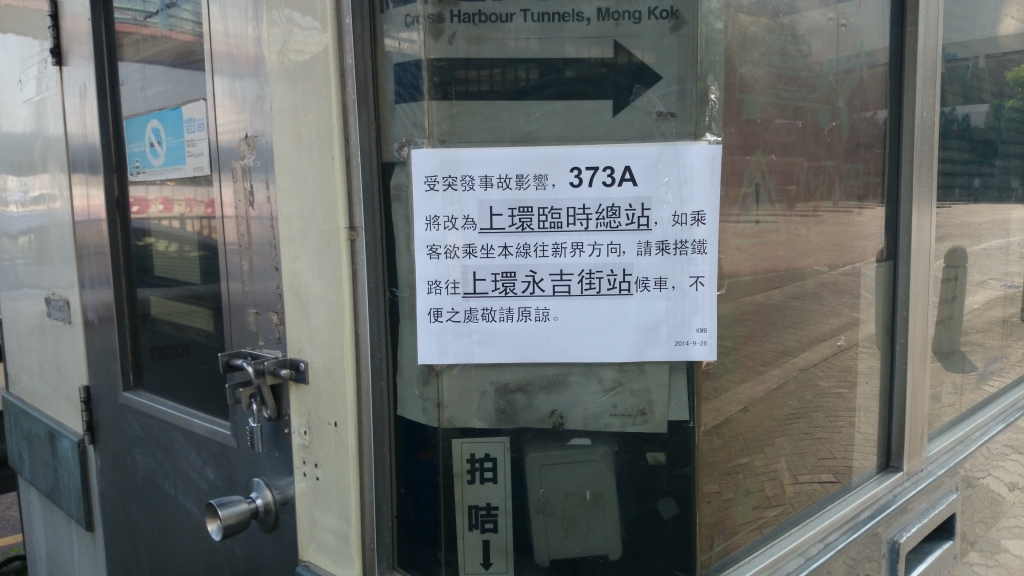 Cross Harbour Tunnels, Mong Kok
受突發事故影響，373A
將改為上環臨時總站，如乘
客欲乘坐本線往新界方向，請乘搭鐵
路往上環永吉街站候車，不
便之處敬請原諒。
KMB
2014-9-28
拍咭